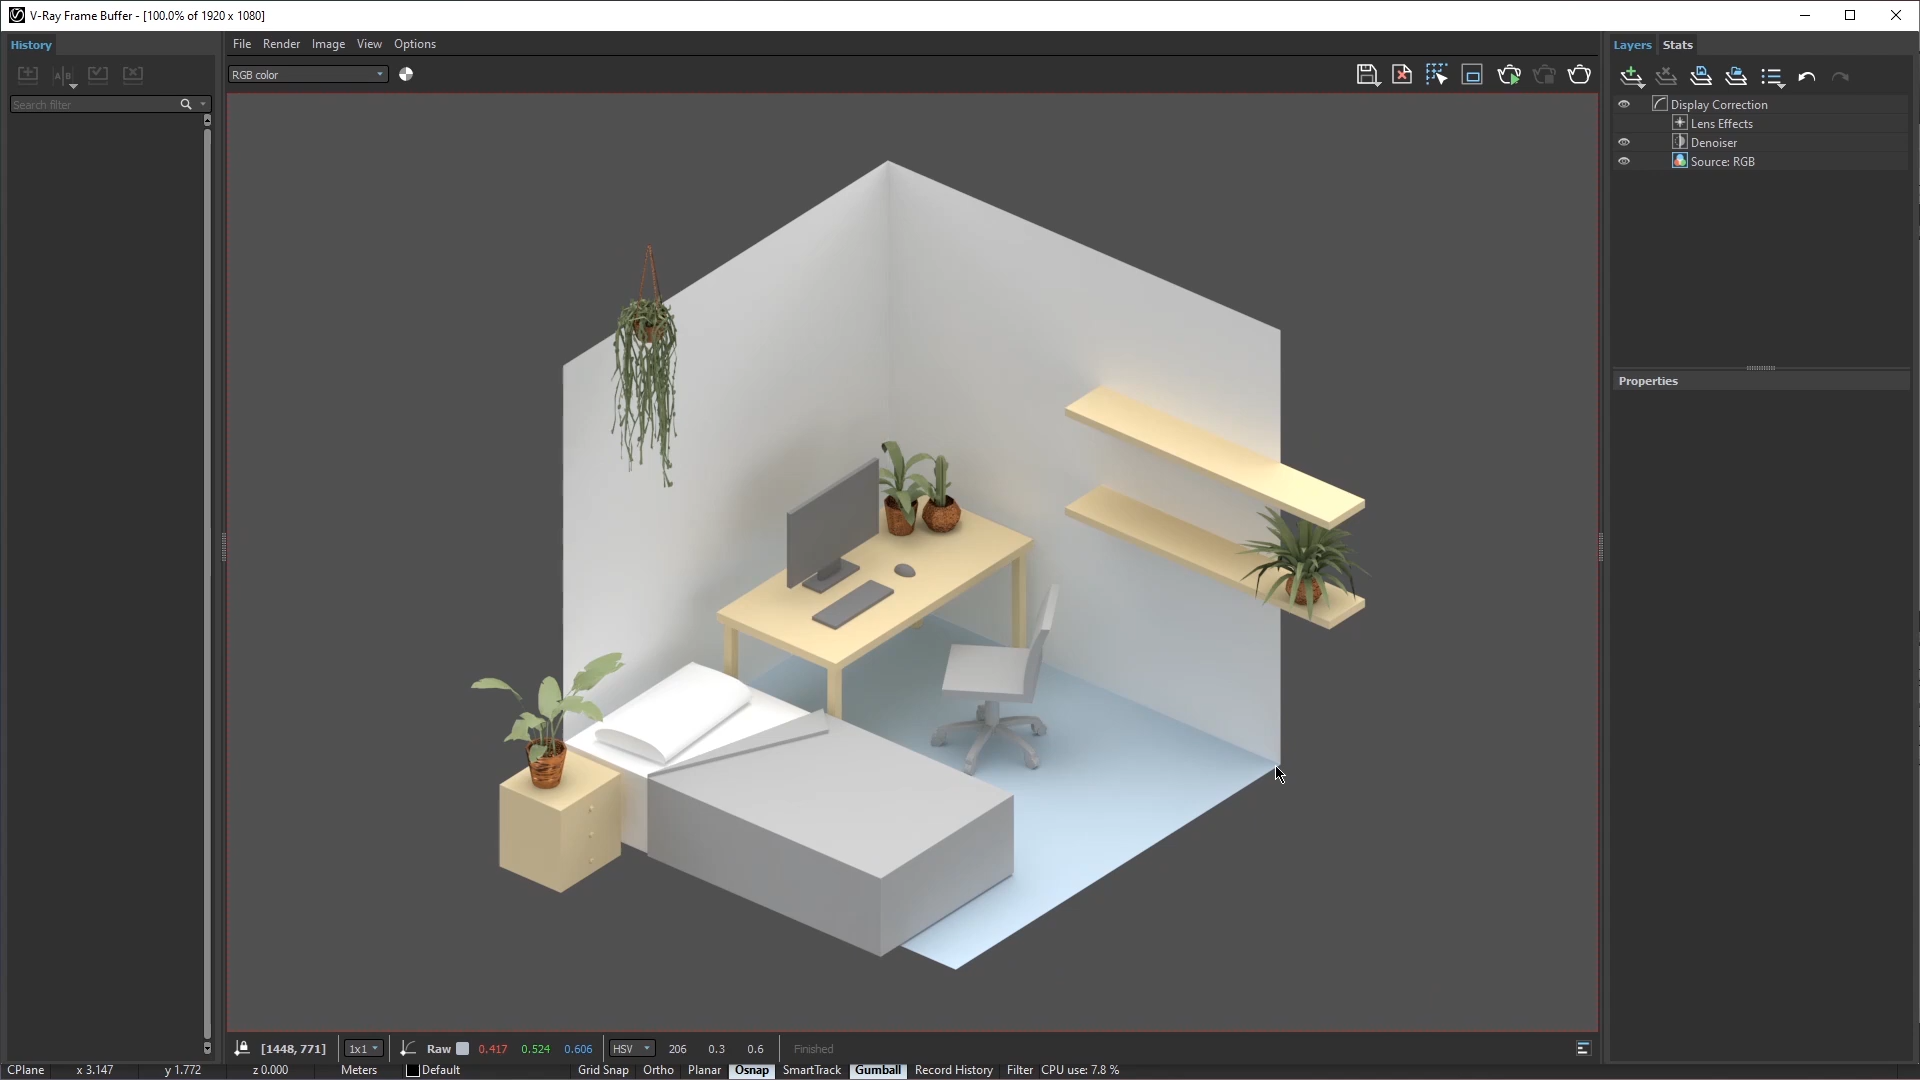 V-Ray Frame Buffer - [100.0% of 1920 x 1080]
History
File Render Image View Options
Layers Stats
RGB color
A B
Search filter
Display Correction
Lens Effects
Denoiser
Source: RGB
Properties
[1448, 771] 1x1 Raw 0.417 0.524 0.606 HSV 206 0.3 0.6 Finished
CPlane x 3.147 y 1.772 z 0.000 Meters Default Grid Snap Ortho Planar Osnap SmartTrack Gumball Record History Filter CPU use: 7.8 %